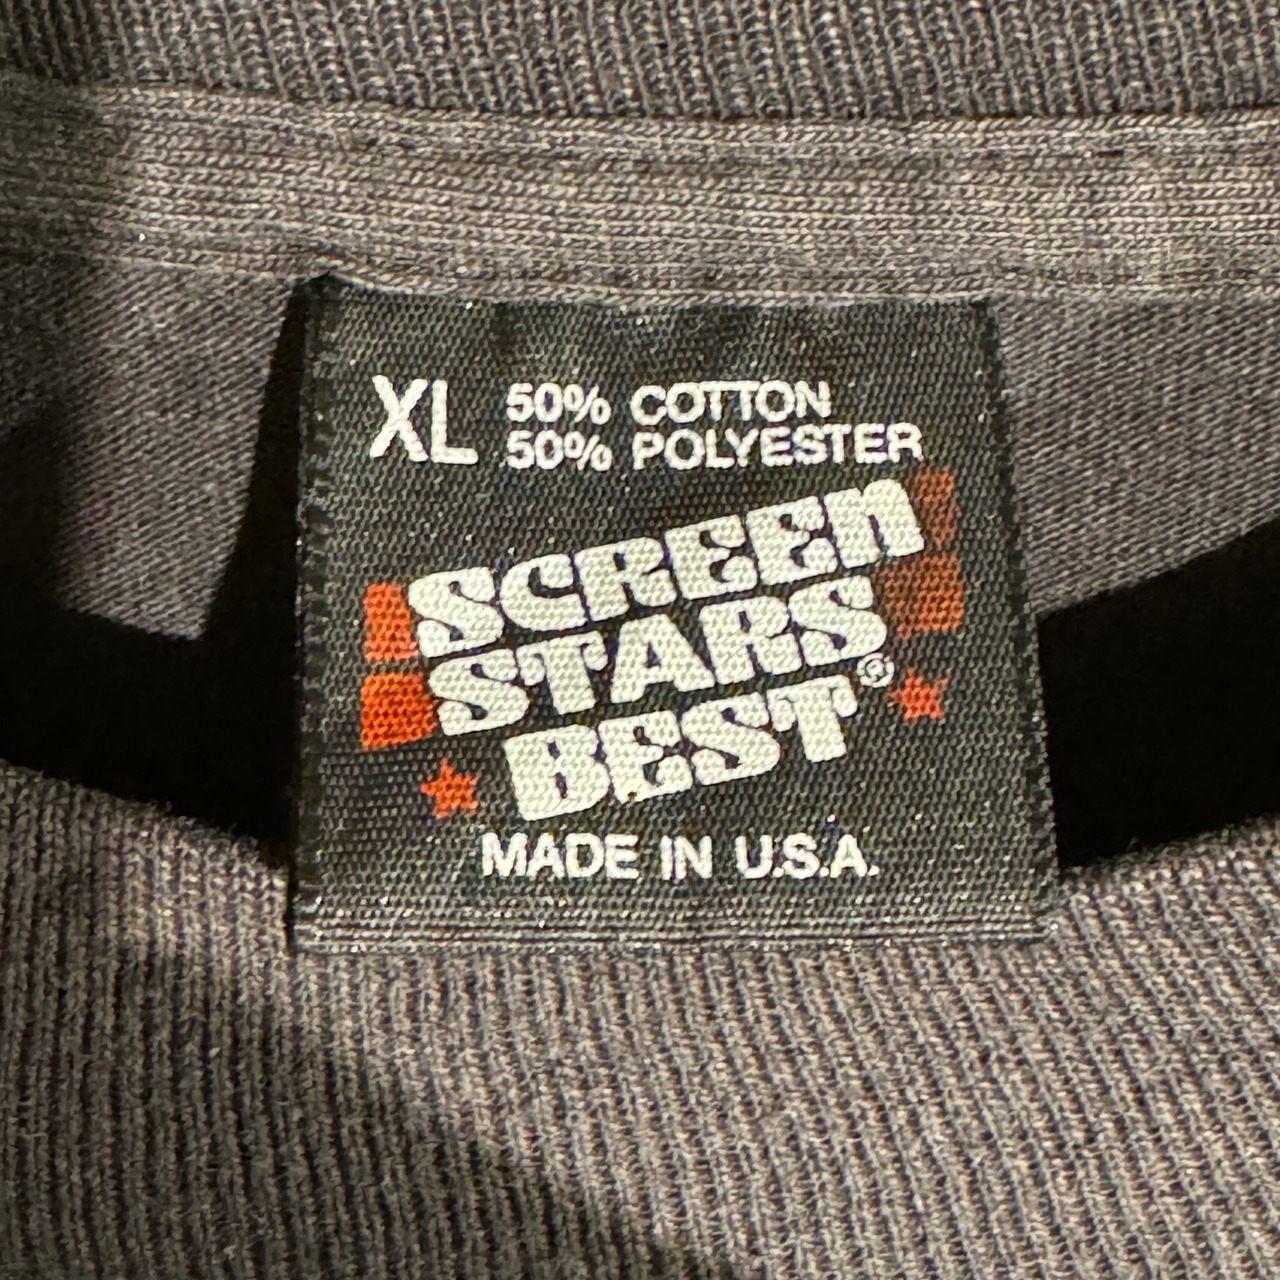 XL 50% COTTON
50% POLYESTER
SCREEN
STARS
BEST®
MADE IN U.S.A.